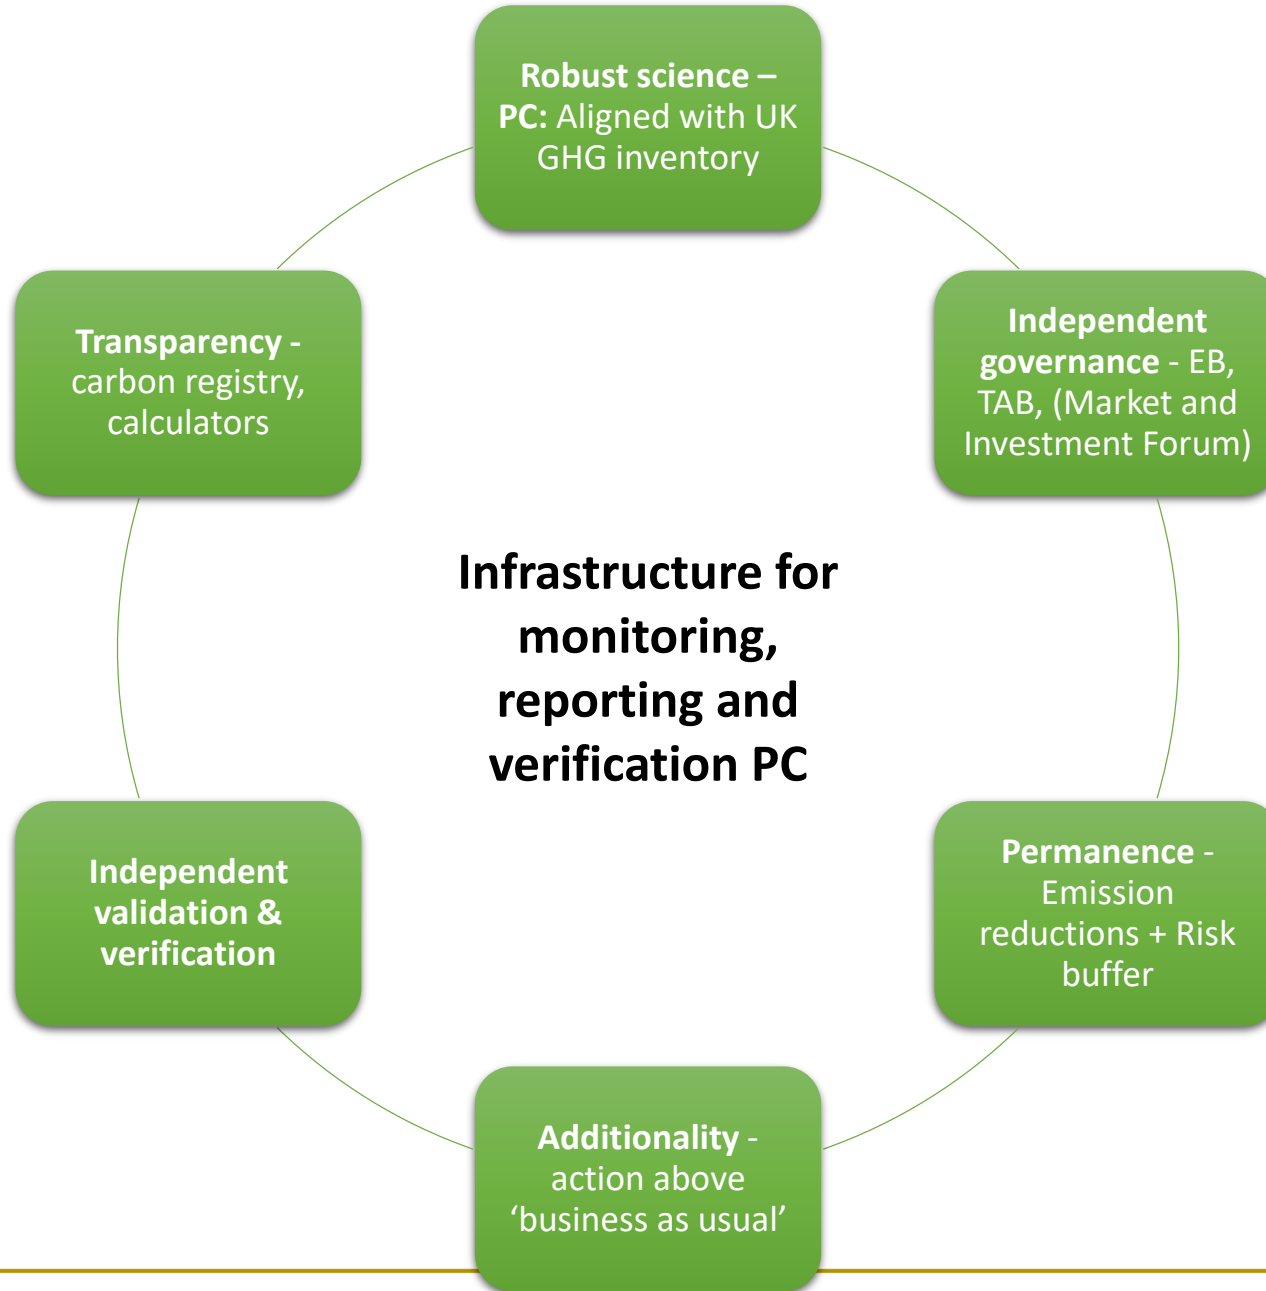 Robust science –
PC: Aligned with UK
GHG inventory
Independent
governance - EB,
TAB, (Market and
Investment Forum)
Permanence -
Emission
reductions + Risk
buffer
Additionality -
action above
‘business as usual’
Independent
validation &
verification
Transparency -
carbon registry,
calculators
Infrastructure for
monitoring,
reporting and
verification PC